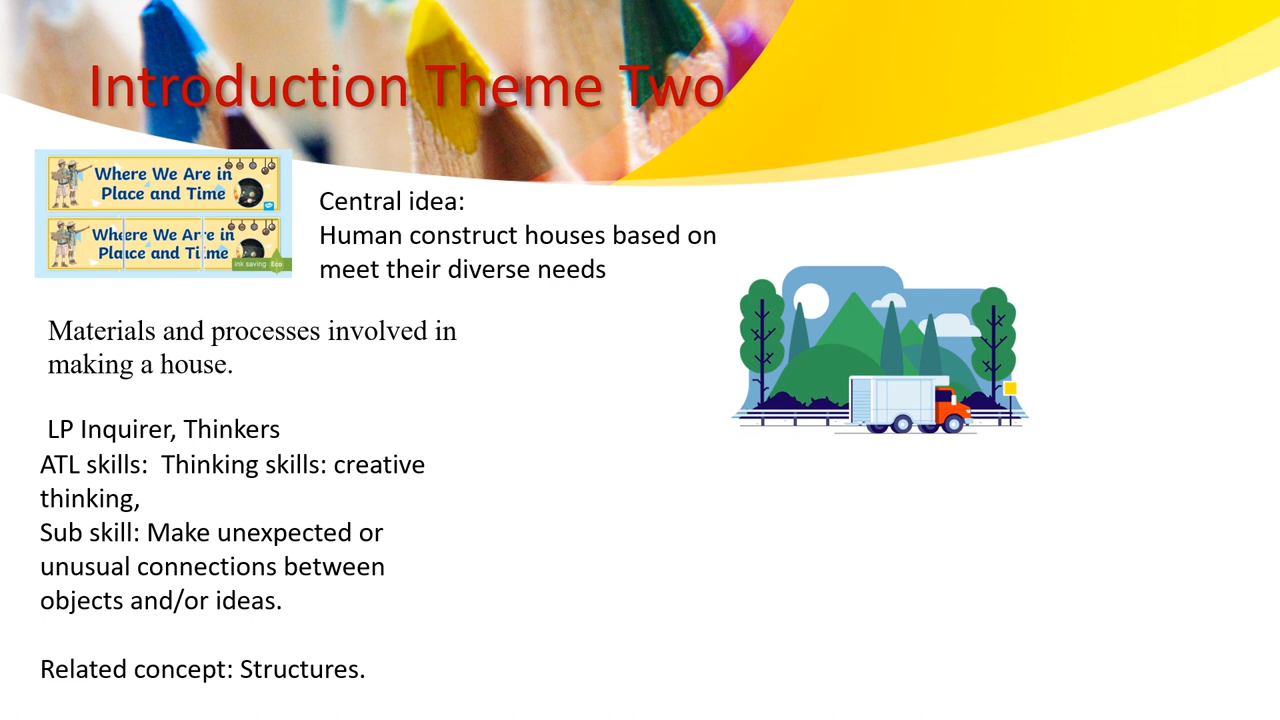 Introduction Theme Two
Where We Are in
Place and Time
Where We Are in
Place and Time
ink saving Eco
Central idea:
Human construct houses based on
meet their diverse needs
Materials and processes involved in
making a house.
LP Inquirer, Thinkers
ATL skills:  Thinking skills: creative
thinking,
Sub skill: Make unexpected or
unusual connections between
objects and/or ideas.
Related concept: Structures.